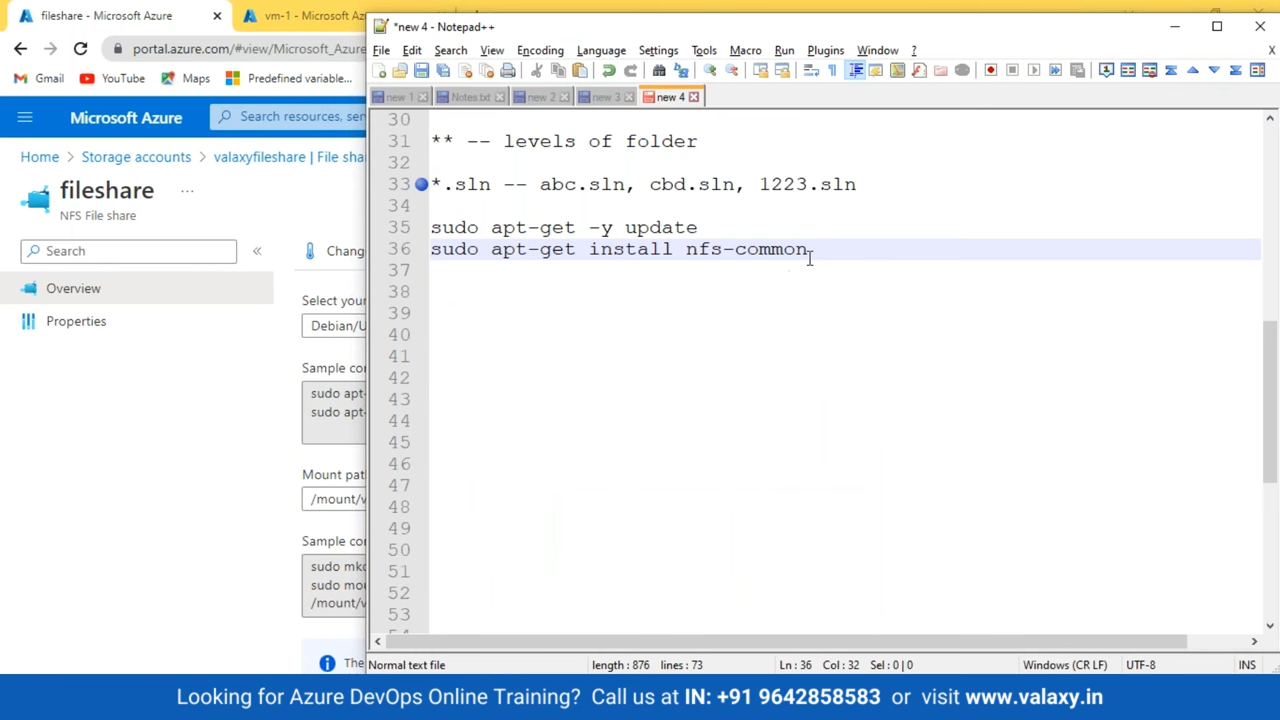 fileshare - Microsoft Azure
vm-1 - Microsoft Az
portal.azure.com/#view/Microsoft_Azure
Gmail
YouTube
Maps
Predefined variable...
Microsoft Azure
Search resources, serv
Home > Storage accounts > valaxyfileshare | File shar
fileshare ...
NFS File share
Search
Overview
Properties
Chang
Select your
Debian/U
Sample co
sudo apt-
sudo apt-
Mount path
/mount/v
Sample co
sudo mkd
sudo mou
/mount/v
The
*new 4 - Notepad++
File Edit Search View Encoding Language Settings Tools Macro Run Plugins Window ? X
new 1 Notes.txt new 2 new 3 new 4
30
31 ** -- levels of folder
32
33 *.sln -- abc.sln, cbd.sln, 1223.sln
34
35 sudo apt-get -y update
36 sudo apt-get install nfs-common
37
38
39
40
41
42
43
44
45
46
47
48
49
50
51
52
53
54
Normal text file length : 876 lines : 73 Ln : 36 Col : 32 Sel : 0 | 0 Windows (CR LF) UTF-8 INS
Looking for Azure DevOps Online Training? Call us at IN: +91 9642858583 or visit www.valaxy.in